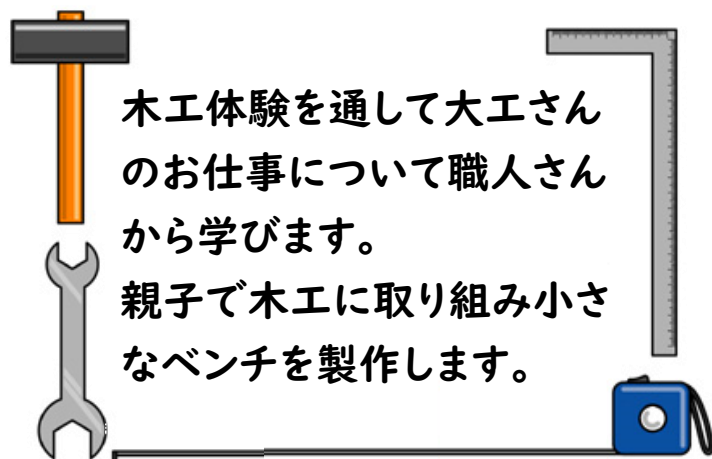 木工体験を通して大工さん
のお仕事について職人さん
から学びます。
親子で木工に取り組み小さ
なベンチを製作します。